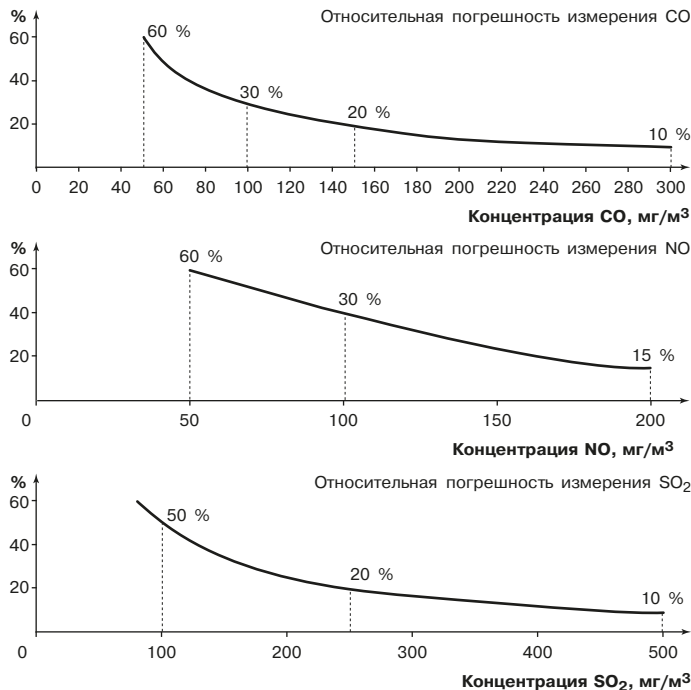 % Относительная погрешность измерения CO
60 60 %
40 30 %
20 20 % 10 %
0 20 40 60 80 100 120 140 160 180 200 220 240 260 280 300
Концентрация CO, мг/м³
% Относительная погрешность измерения NO
60 60 %
40 30 %
20 15 %
0 50 100 150 200
Концентрация NO, мг/м³
% Относительная погрешность измерения SO₂
60 50 %
40 20 %
20 10 %
0 100 200 300 400 500
Концентрация SO₂, мг/м³